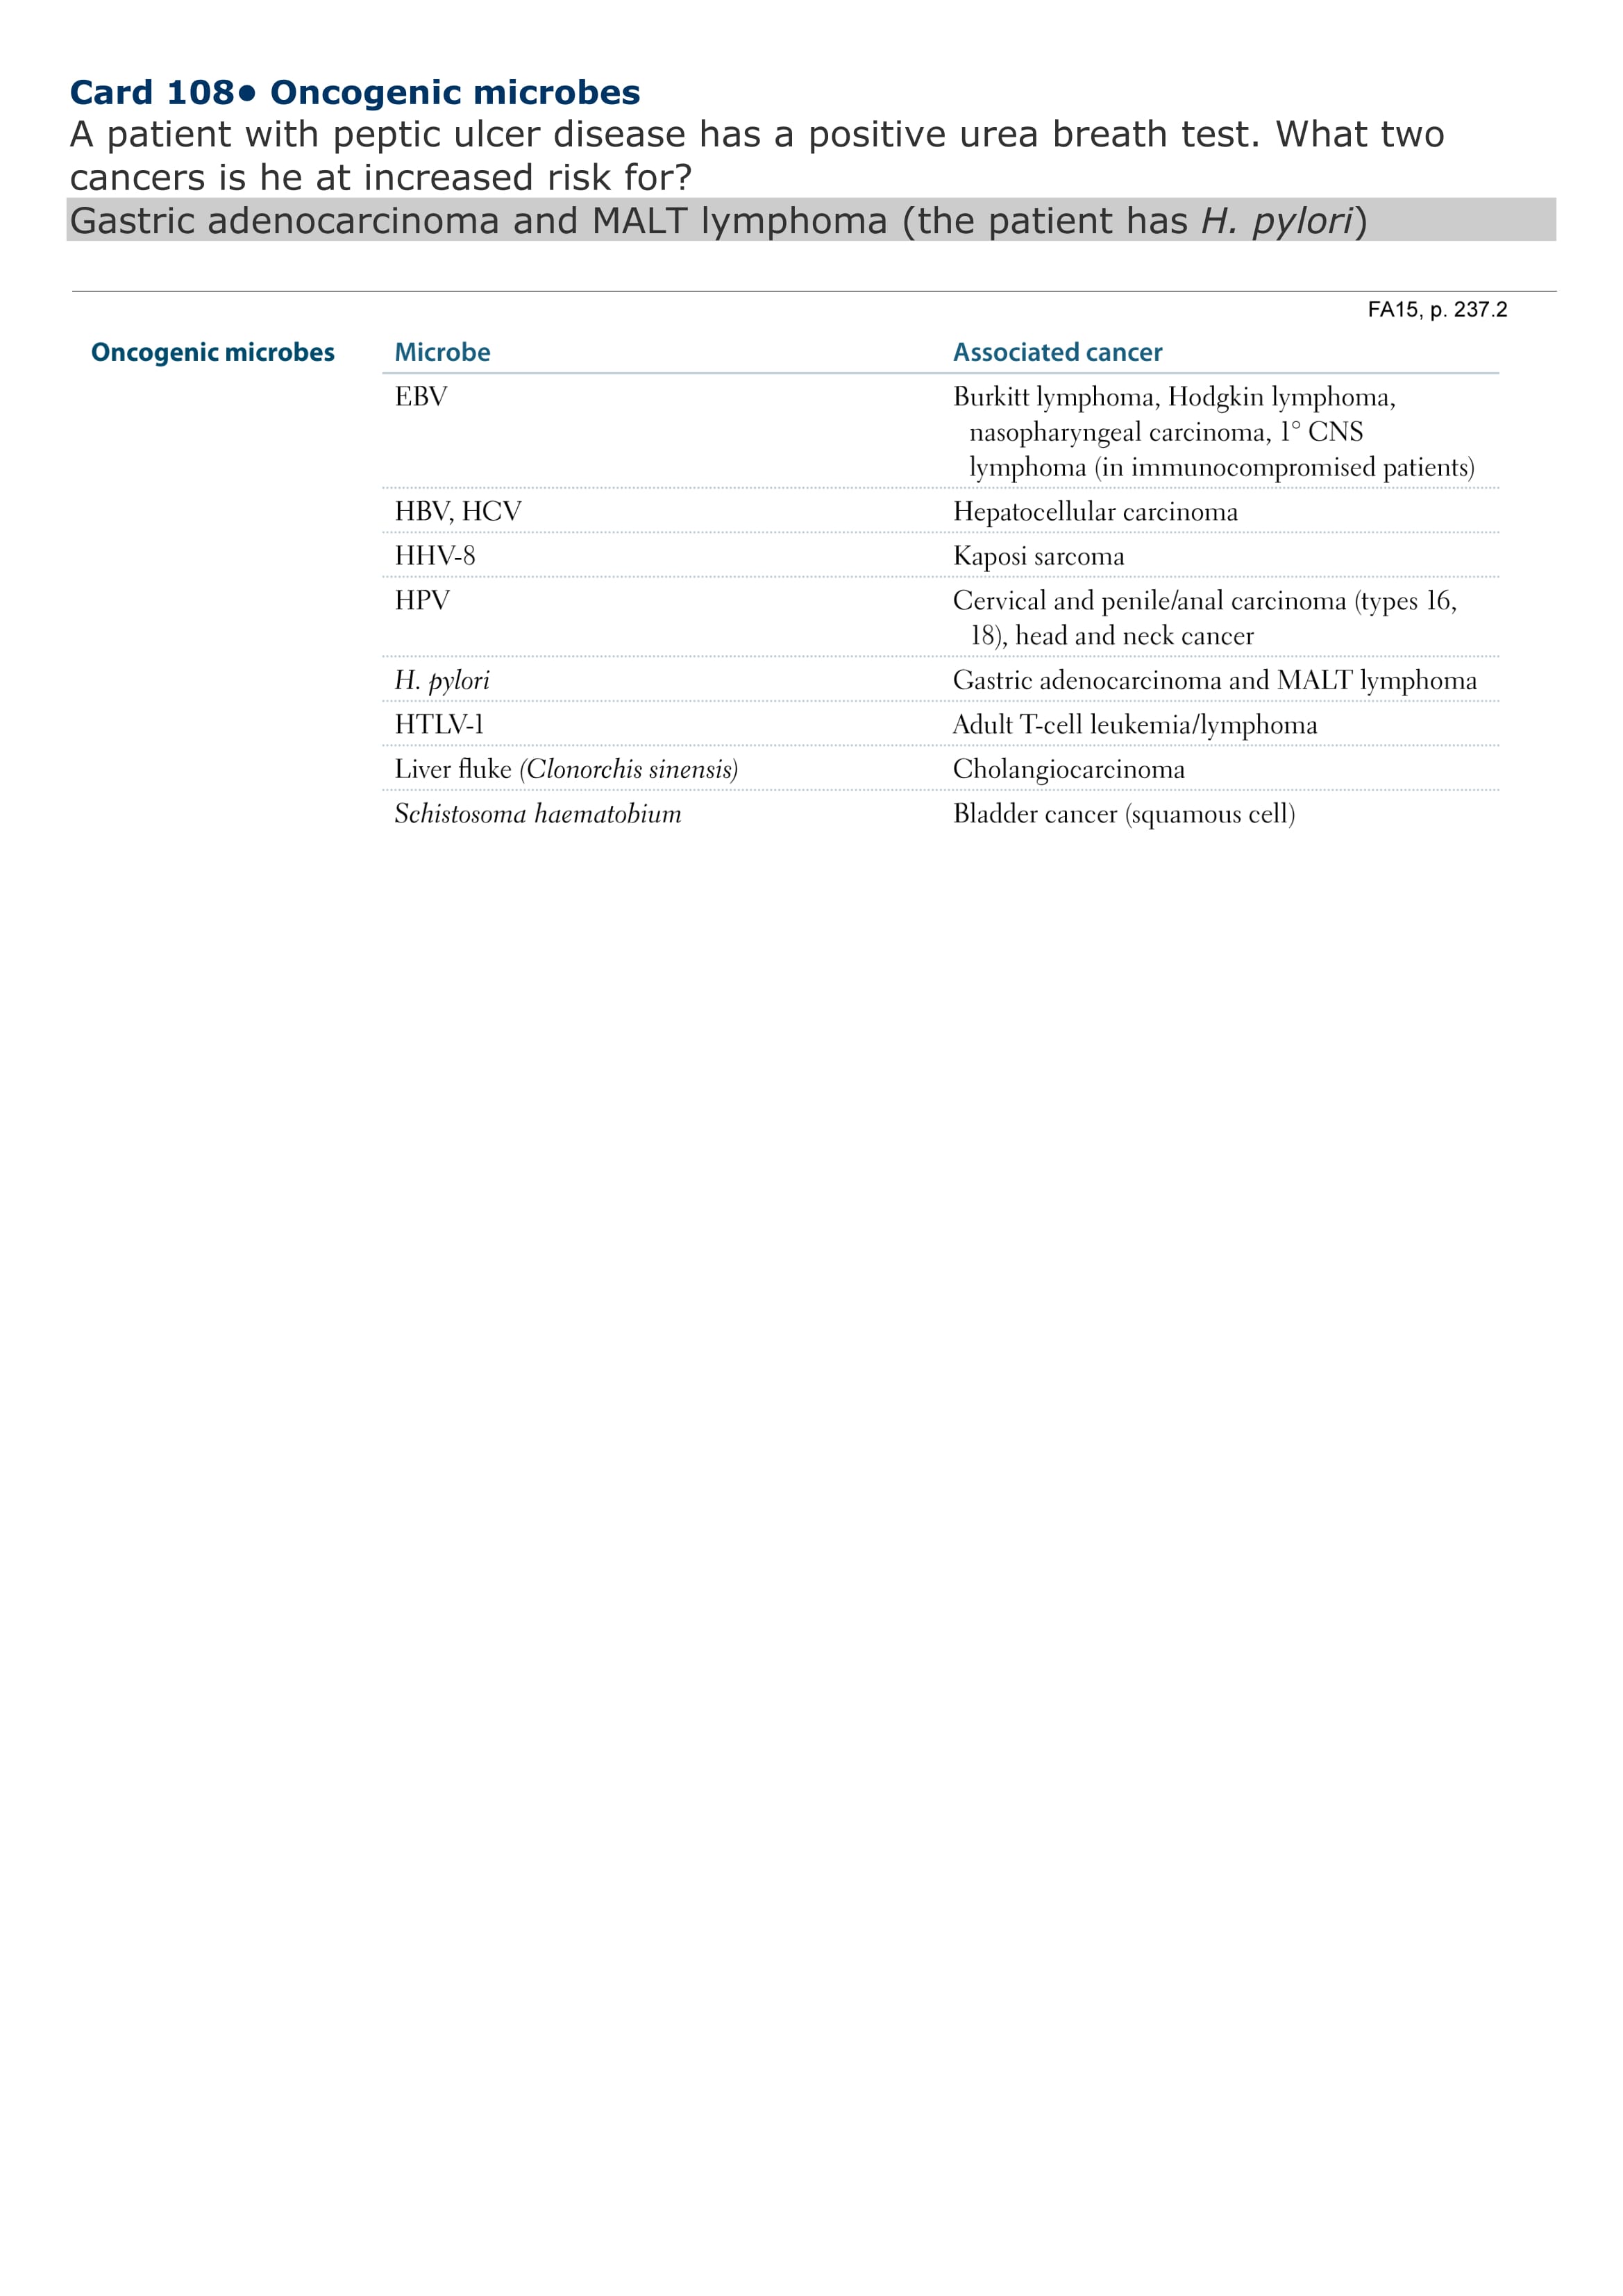 Card 108• Oncogenic microbes
A patient with peptic ulcer disease has a positive urea breath test. What two
cancers is he at increased risk for?
Gastric adenocarcinoma and MALT lymphoma (the patient has H. pylori)
FA15, p. 237.2
Oncogenic microbes Microbe Associated cancer
EBV Burkitt lymphoma, Hodgkin lymphoma,
nasopharyngeal carcinoma, 1° CNS
lymphoma (in immunocompromised patients)
HBV, HCV Hepatocellular carcinoma
HHV-8 Kaposi sarcoma
HPV Cervical and penile/anal carcinoma (types 16,
18), head and neck cancer
H. pylori Gastric adenocarcinoma and MALT lymphoma
HTLV-1 Adult T-cell leukemia/lymphoma
Liver fluke (Clonorchis sinensis) Cholangiocarcinoma
Schistosoma haematobium Bladder cancer (squamous cell)